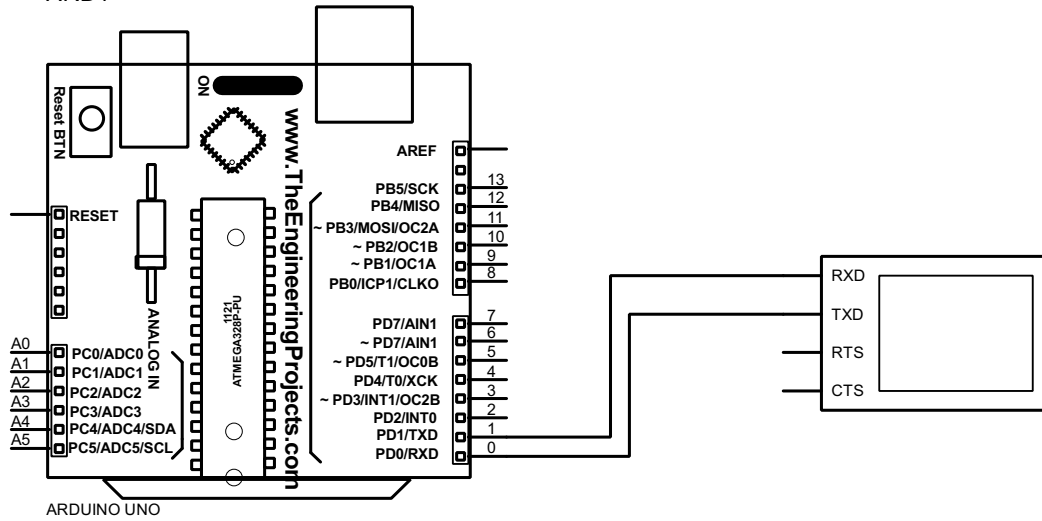 ON
Reset BTN
www.TheEngineeringProjects.com
RESET
ANALOG IN
1121
ATMEGA328P-PU
A0 PC0/ADC0
A1 PC1/ADC1
A2 PC2/ADC2
A3 PC3/ADC3
A4 PC4/ADC4/SDA
A5 PC5/ADC5/SCL
AREF
PB5/SCK 13
PB4/MISO 12
~ PB3/MOSI/OC2A 11
~ PB2/OC1B 10
~ PB1/OC1A 9
PB0/ICP1/CLKO 8
PD7/AIN1 7
~ PD7/AIN1 6
~ PD5/T1/OC0B 5
PD4/T0/XCK 4
~ PD3/INT1/OC2B 3
PD2/INT0 2
PD1/TXD 1
PD0/RXD 0
RXD
TXD
RTS
CTS
ARDUINO UNO